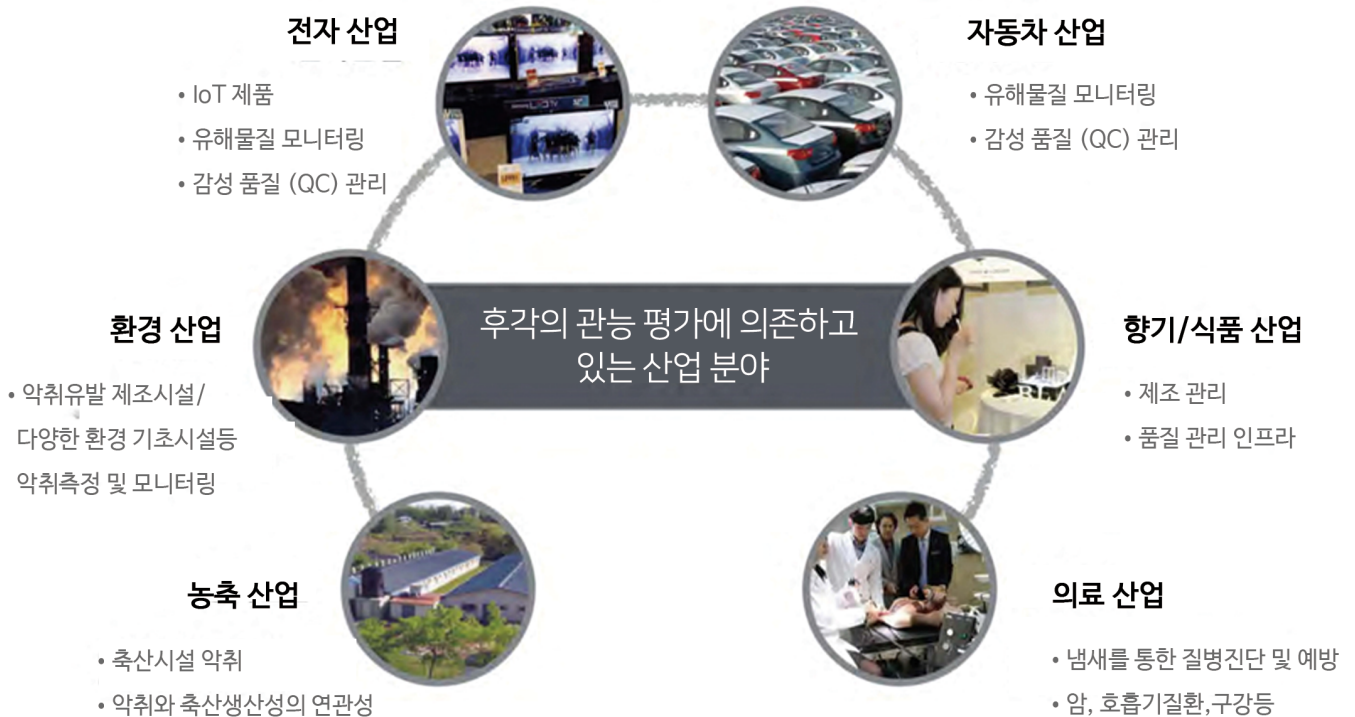 전자 산업
• IoT 제품
• 유해물질 모니터링
• 감성 품질 (QC) 관리
자동차 산업
• 유해물질 모니터링
• 감성 품질 (QC) 관리
후각의 관능 평가에 의존하고
있는 산업 분야
환경 산업
• 악취유발 제조시설/
다양한 환경 기초시설등
악취측정 및 모니터링
향기/식품 산업
• 제조 관리
• 품질 관리 인프라
농축 산업
• 축산시설 악취
• 악취와 축산생산성의 연관성
의료 산업
• 냄새를 통한 질병진단 및 예방
• 암, 호흡기질환,구강등